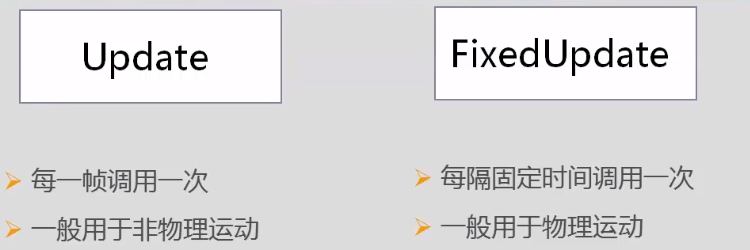 Update
每一帧调用一次
一般用于非物理运动
FixedUpdate
每隔固定时间调用一次
一般用于物理运动